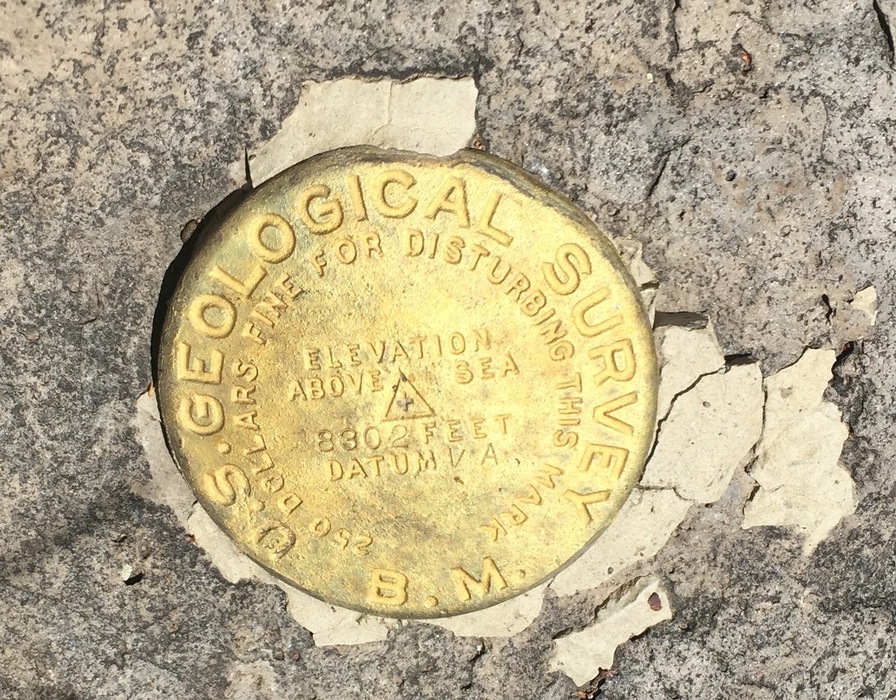 U.S. GEOLOGICAL SURVEY
B.M.
250 DOLLARS FINE FOR DISTURBING THIS MARK
ELEVATION
ABOVE SEA
8302 FEET
DATUM V A